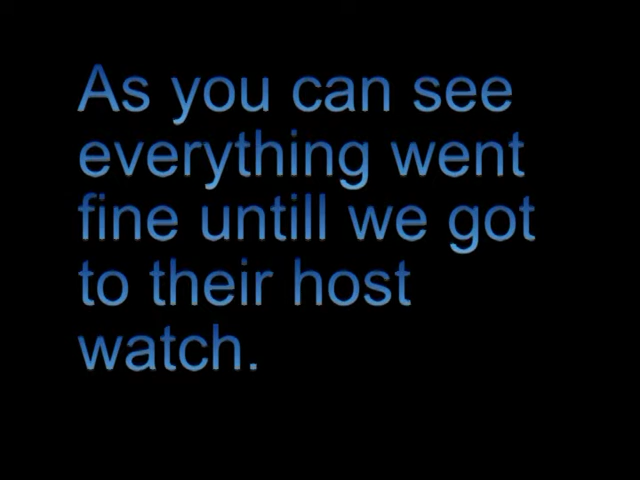 As you can see
everything went
fine untill we got
to their host
watch.